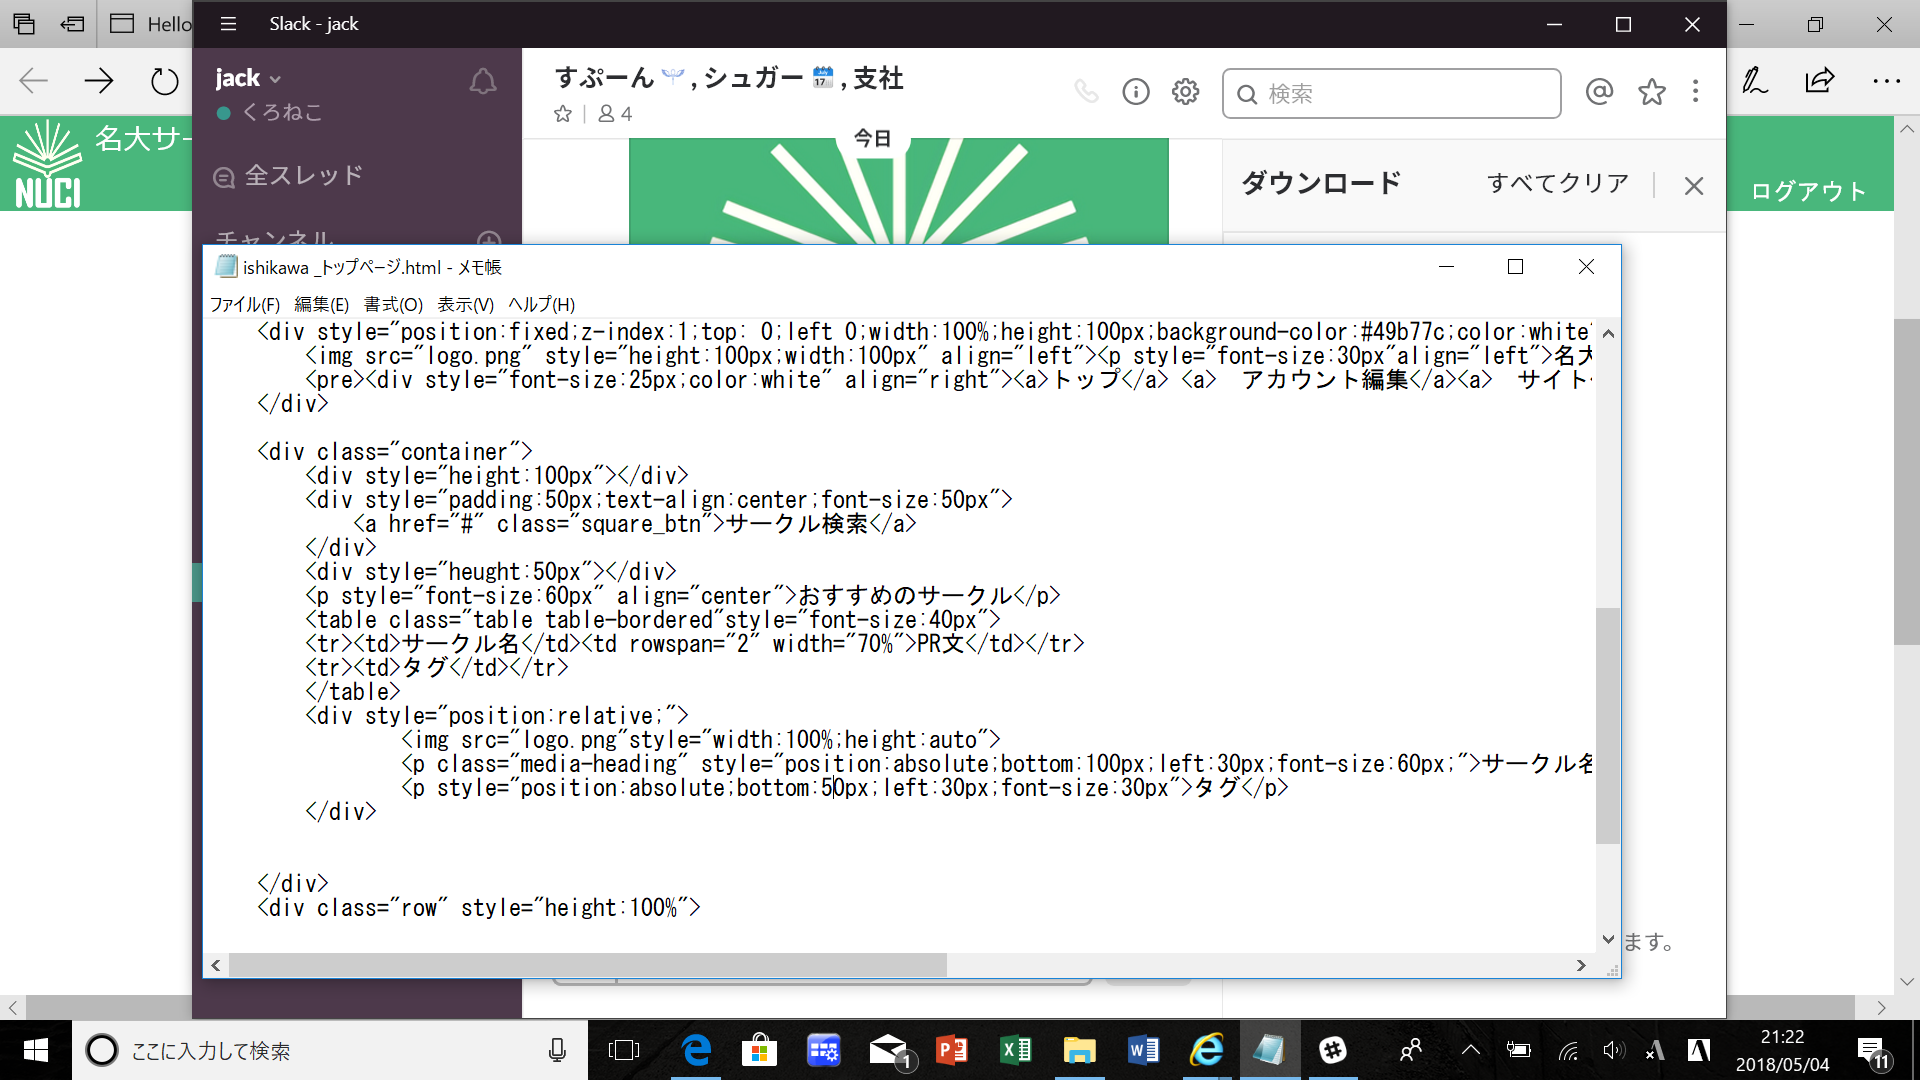 Hello
Slack - jack
jack
くろねこ
すぷーん , シュガー , 支社
4
検索
名大サー
NUCI
全スレッド
チャンネル
今日
JULY
17
ダウンロード
すべてクリア
ログアウト
ishikawa _トップページ.html - メモ帳
ファイル(F) 編集(E) 書式(O) 表示(V) ヘルプ(H)
<div style="position:fixed;z-index:1;top: 0;left 0;width:100%;height:100px;background-color:#49b77c;color:white
<img src="logo.png" style="height:100px;width:100px" align="left"><p style="font-size:30px"align="left">名大
<pre><div style="font-size:25px;color:white" align="right"><a>トップ</a> <a>　アカウント編集</a><a>　サイト
</div>
<div class="container">
<div style="height:100px"></div>
<div style="padding:50px;text-align:center;font-size:50px">
<a href="#" class="square_btn">サークル検索</a>
</div>
<div style="heught:50px"></div>
<p style="font-size:60px" align="center">おすすめのサークル</p>
<table class="table table-bordered"style="font-size:40px">
<tr><td>サークル名</td><td rowspan="2" width="70%">PR文</td></tr>
<tr><td>タグ</td></tr>
</table>
<div style="position:relative;">
<img src="logo.png"style="width:100%;height:auto">
<p class="media-heading" style="position:absolute;bottom:100px;left:30px;font-size:60px;">サークル名
<p style="position:absolute;bottom:50px;left:30px;font-size:30px">タグ</p>
</div>
</div>
<div class="row" style="height:100%">
ます。
ここに入力して検索
1
21:22
2018/05/04
11